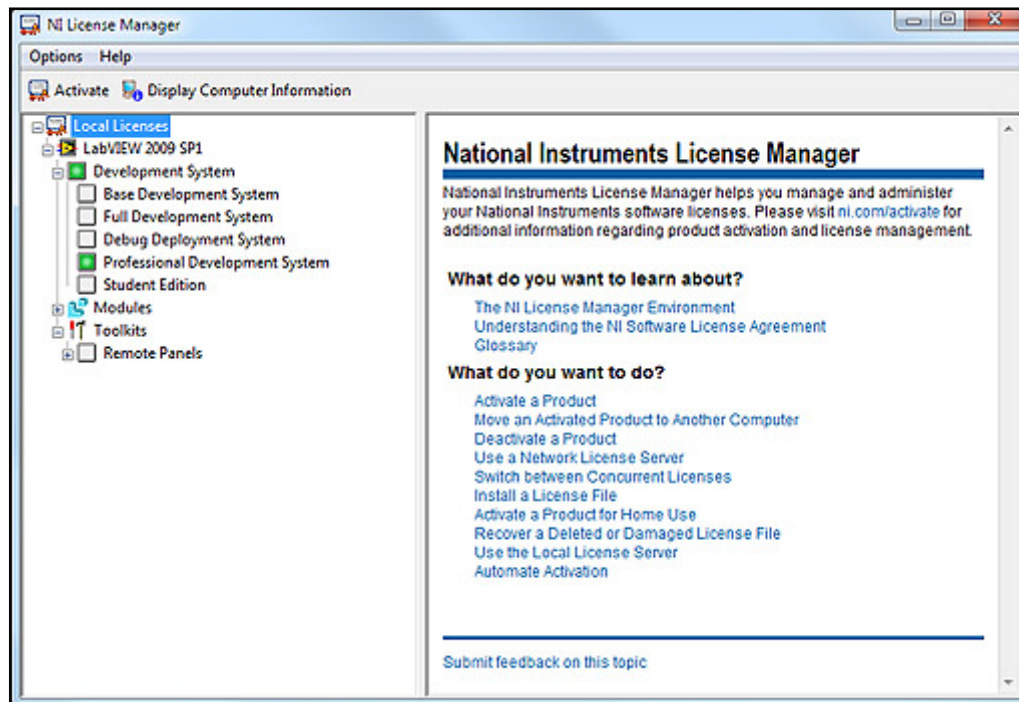 NI License Manager
Options Help
Activate Display Computer Information
Local Licenses
LabVIEW 2009 SP1
Development System
Base Development System
Full Development System
Debug Deployment System
Professional Development System
Student Edition
Modules
Toolkits
Remote Panels
National Instruments License Manager
National Instruments License Manager helps you manage and administer
your National Instruments software licenses. Please visit ni.com/activate for
additional information regarding product activation and license management.
What do you want to learn about?
The NI License Manager Environment
Understanding the NI Software License Agreement
Glossary
What do you want to do?
Activate a Product
Move an Activated Product to Another Computer
Deactivate a Product
Use a Network License Server
Switch between Concurrent Licenses
Install a License File
Activate a Product for Home Use
Recover a Deleted or Damaged License File
Use the Local License Server
Automate Activation
Submit feedback on this topic